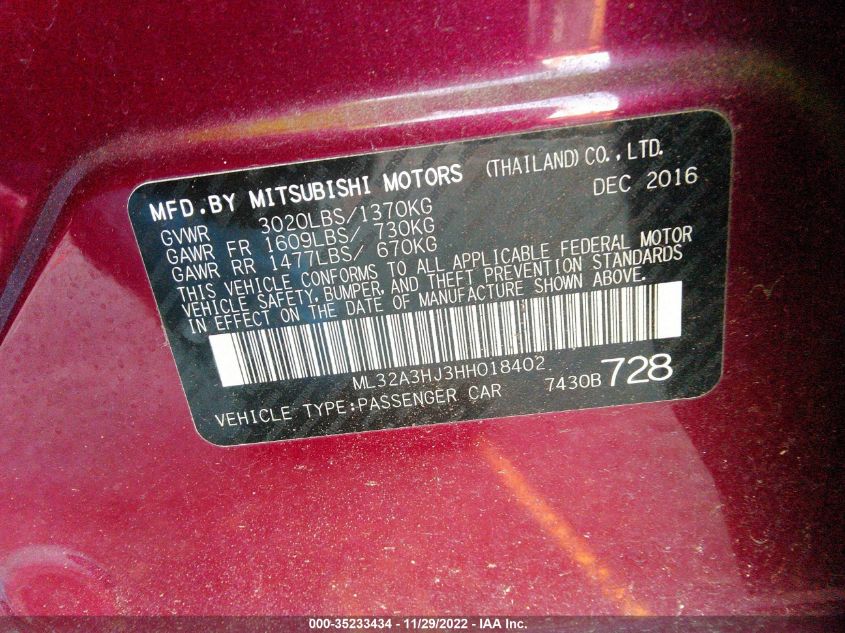 MFD.BY MITSUBISHI MOTORS (THAILAND) CO., LTD.
DEC 2016
GVWR 3020LBS/1370KG
GAWR FR 1609LBS/ 730KG
GAWR RR 1477LBS/ 670KG
THIS VEHICLE CONFORMS TO ALL APPLICABLE FEDERAL MOTOR
VEHICLE SAFETY, BUMPER, AND THEFT PREVENTION STANDARDS
IN EFFECT ON THE DATE OF MANUFACTURE SHOWN ABOVE.
ML32A3HJ3HH018402
VEHICLE TYPE:PASSENGER CAR 7430B 728
000-35233434 — 11/29/2022 — IAA Inc.